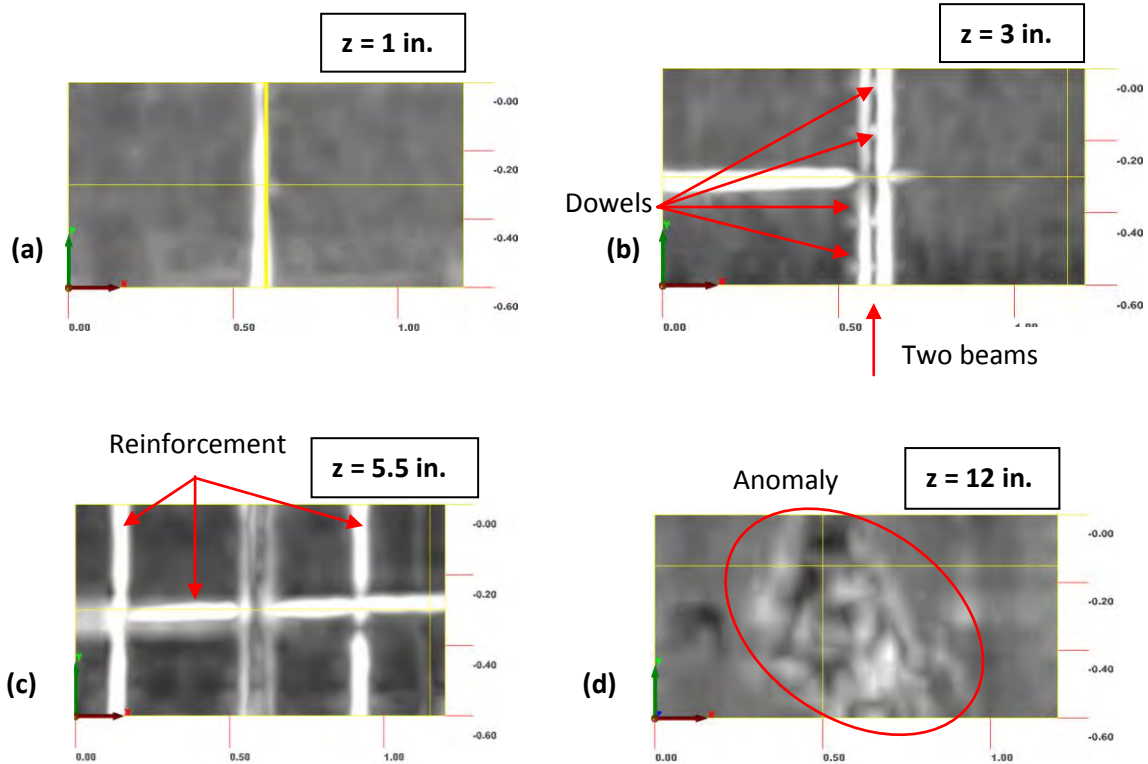 z = 1 in.
-0.00
-0.20
-0.40
-0.60
(a)
Y
X
0.00
0.50
1.00
z = 3 in.
-0.00
-0.20
-0.40
-0.60
Dowels
(b)
Y
X
0.00
0.50
1.00
Two beams
Reinforcement
z = 5.5 in.
-0.00
-0.20
-0.40
-0.60
(c)
Y
X
0.00
0.50
1.00
Anomaly
z = 12 in.
-0.00
-0.20
-0.40
-0.60
(d)
Y
X
0.00
0.50
1.00